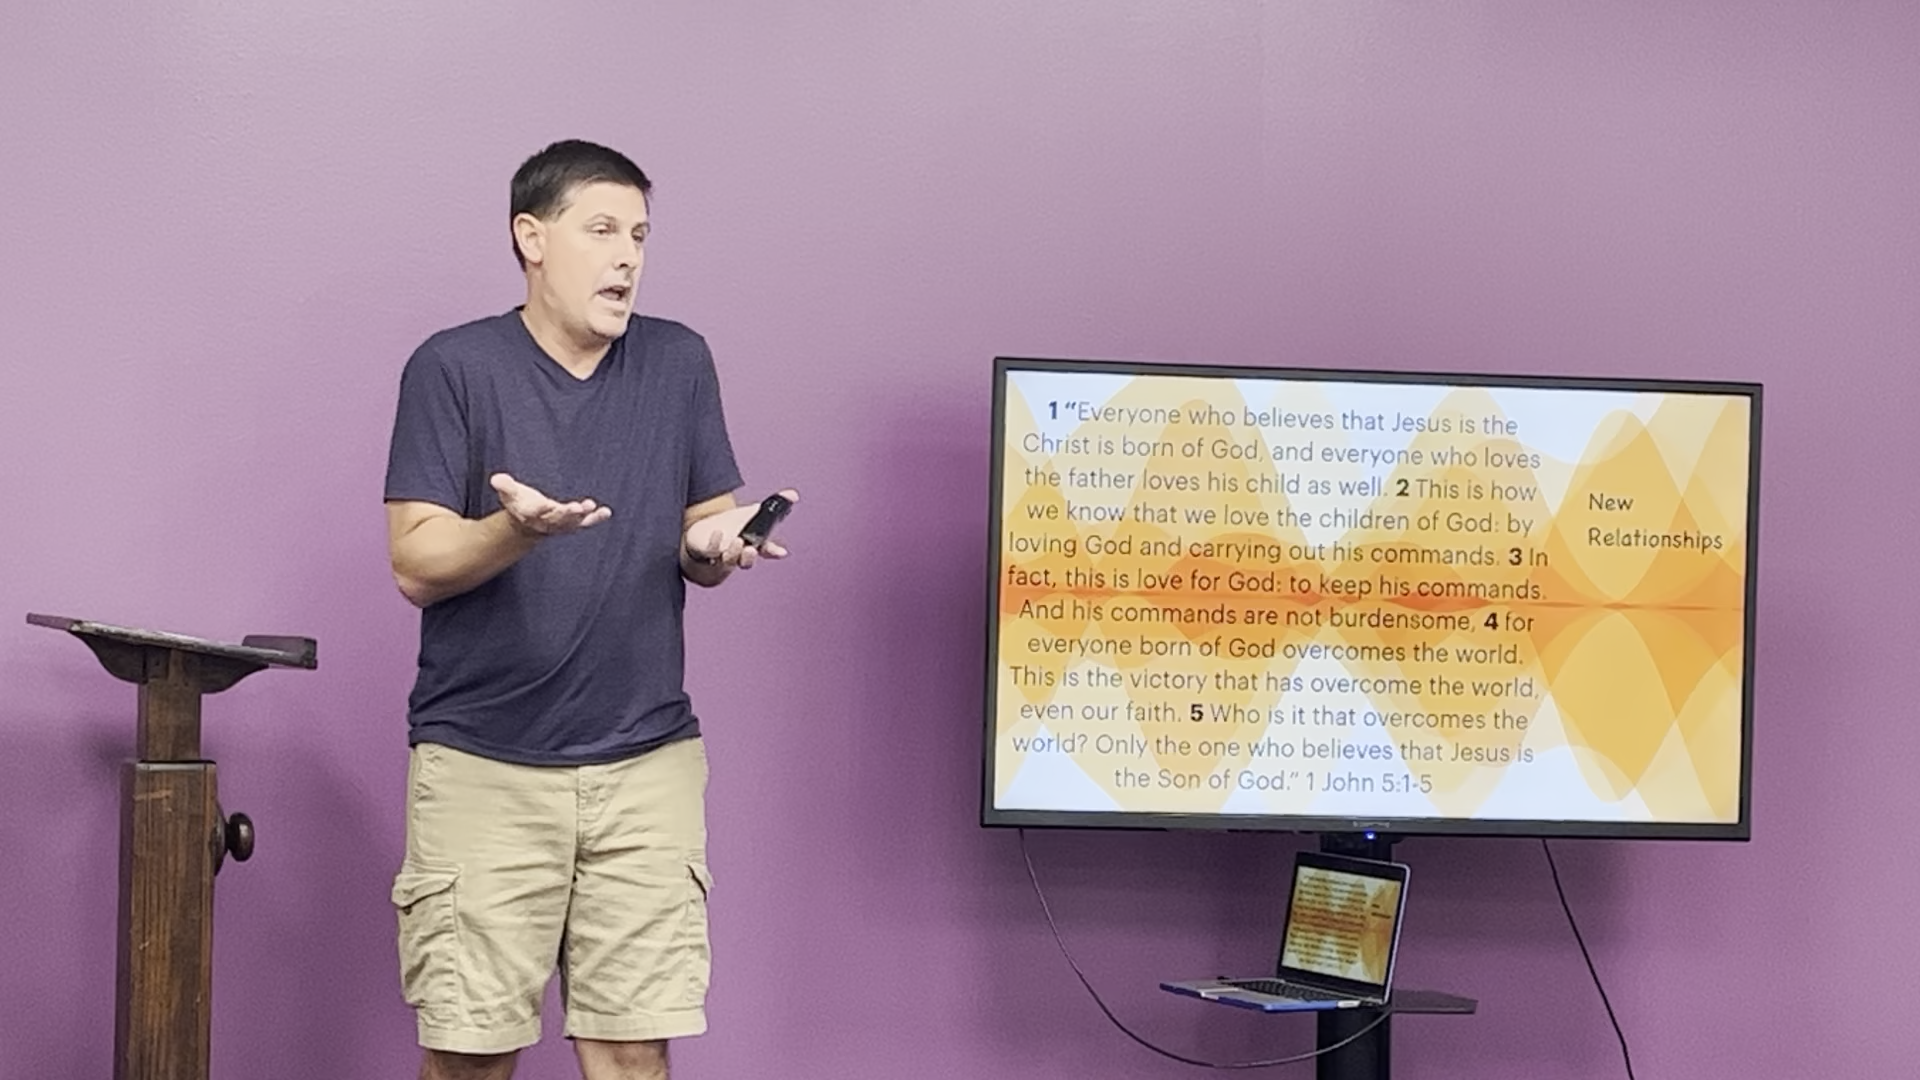 1 “Everyone who believes that Jesus is the
Christ is born of God, and everyone who loves
the father loves his child as well. 2 This is how
we know that we love the children of God: by
loving God and carrying out his commands. 3 In
fact, this is love for God: to keep his commands.
And his commands are not burdensome, 4 for
everyone born of God overcomes the world.
This is the victory that has overcome the world,
even our faith. 5 Who is it that overcomes the
world? Only the one who believes that Jesus is
the Son of God.” 1 John 5:1-5
New
Relationships